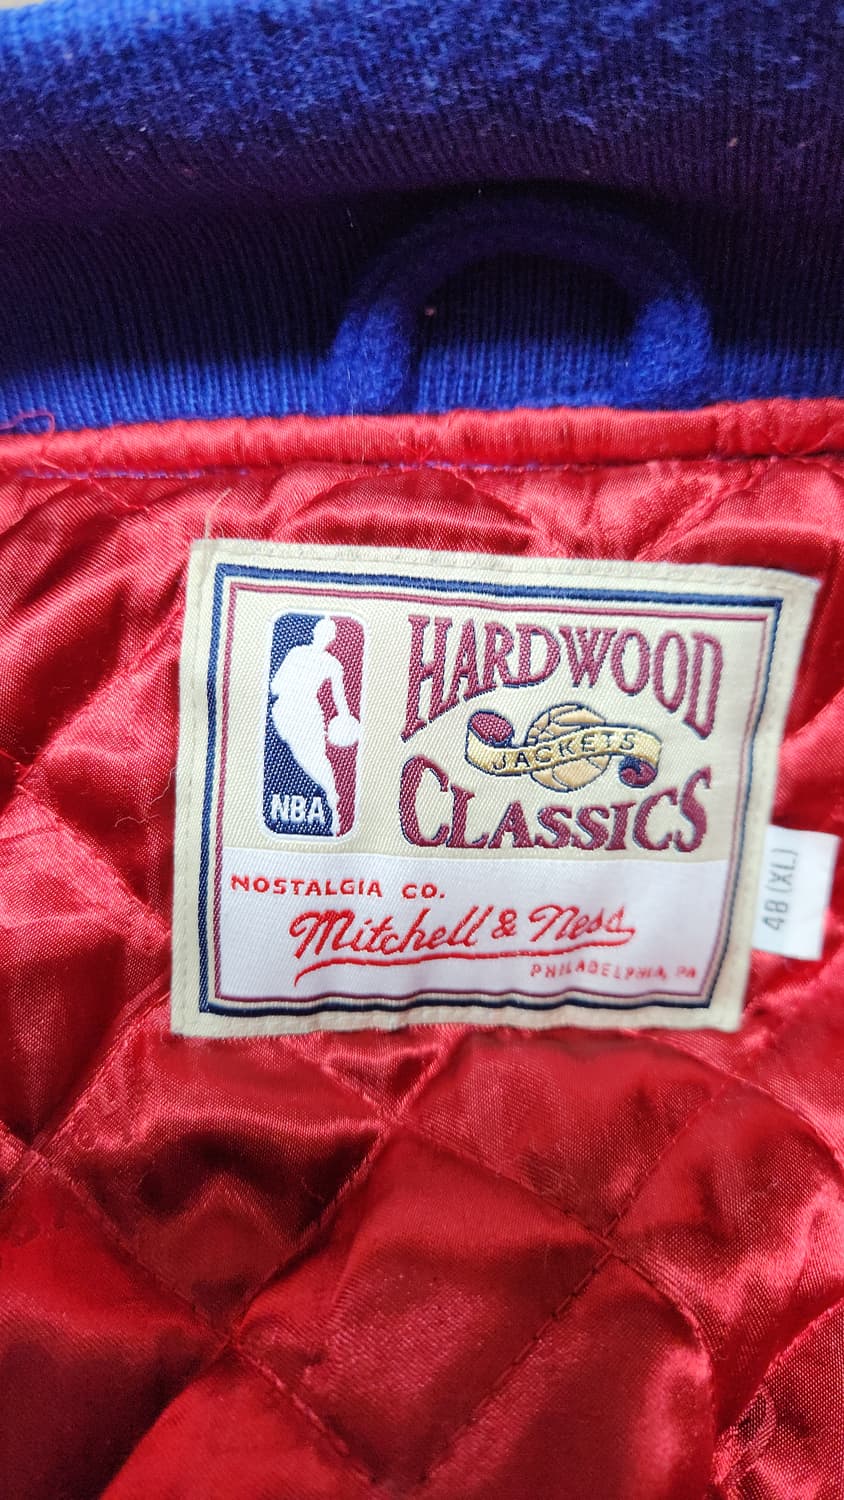 HARDWOOD
JACKETS
CLASSICS
NBA
NOSTALGIA CO.
Mitchell & Ness
PHILADELPHIA, PA
48 (XL)